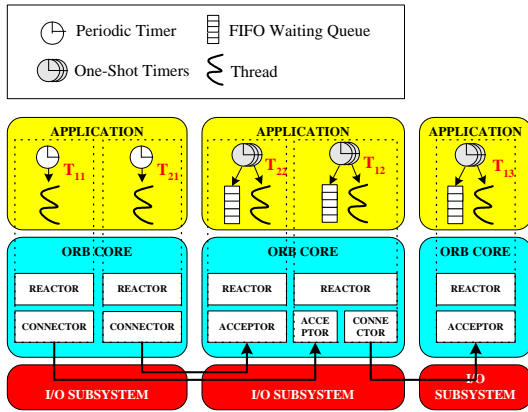 Periodic Timer
FIFO Waiting Queue
One-Shot Timers
Thread
APPLICATION
APPLICATION
APPLICATION
T11
T21
T22
T12
T13
ORB CORE
ORB CORE
ORB CORE
REACTOR
REACTOR
REACTOR
REACTOR
REACTOR
CONNECTOR
CONNECTOR
ACCEPTOR
ACCE
PTOR
CONNE
CTOR
ACCEPTOR
I/O SUBSYSTEM
I/O SUBSYSTEM
I/O
SUBSYSTEM